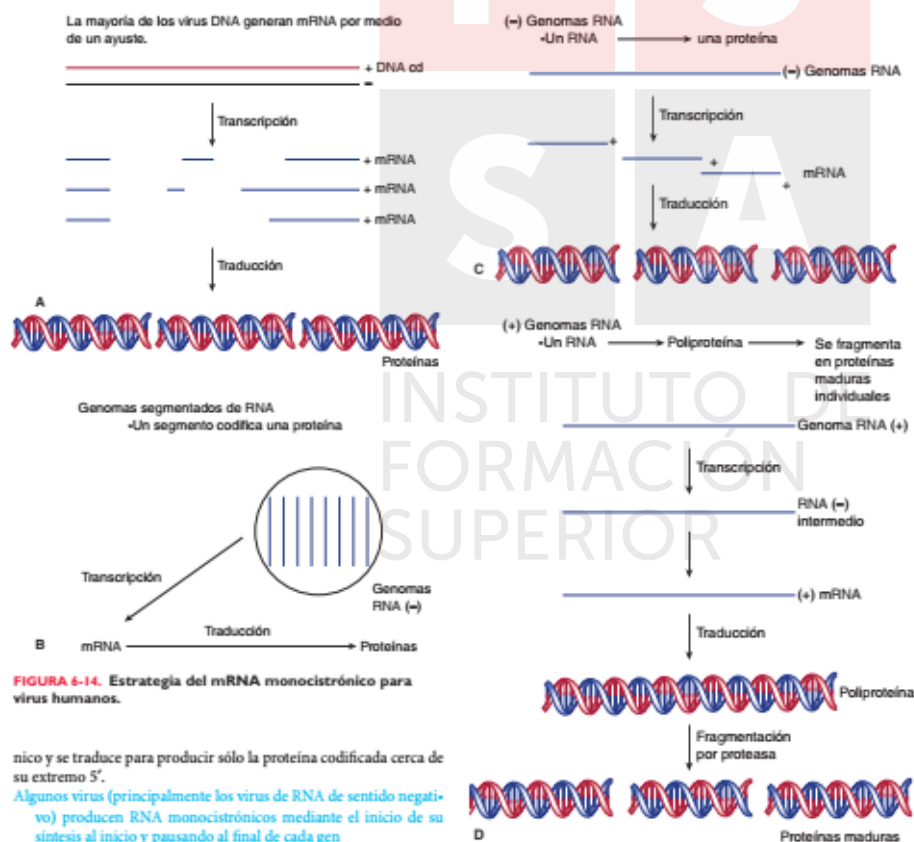 La mayoría de los virus DNA generan mRNA por medio
de un ayuste.
+ DNA cd
–
Transcripción
+ mRNA
+ mRNA
+ mRNA
Traducción
A
Proteínas
Genomas segmentados de RNA
•Un segmento codifica una proteína
Transcripción
Genomas
RNA (–)
Traducción
B
mRNA
Proteínas
FIGURA 6-14. Estrategia del mRNA monocistrónico para
virus humanos.
nico y se traduce para producir sólo la proteína codificada cerca de
su extremo 5′.
Algunos virus (principalmente los virus de RNA de sentido negati-
vo) producen RNA monocistrónicos mediante el inicio de su
síntesis al inicio y pausando al final de cada gen
(–) Genomas RNA
•Un RNA
una proteína
(–) Genomas RNA
Transcripción
+
+
mRNA
+
Traducción
C
(+) Genomas RNA
•Un RNA
Poliproteína
Se fragmenta
en proteínas
maduras
individuales
Genoma RNA (+)
Transcripción
RNA (–)
intermedio
(+) mRNA
Traducción
Poliproteína
Fragmentación
por proteasa
D
Proteínas maduras
S A
INSTITUTO DE
FORMACIÓN
SUPERIOR